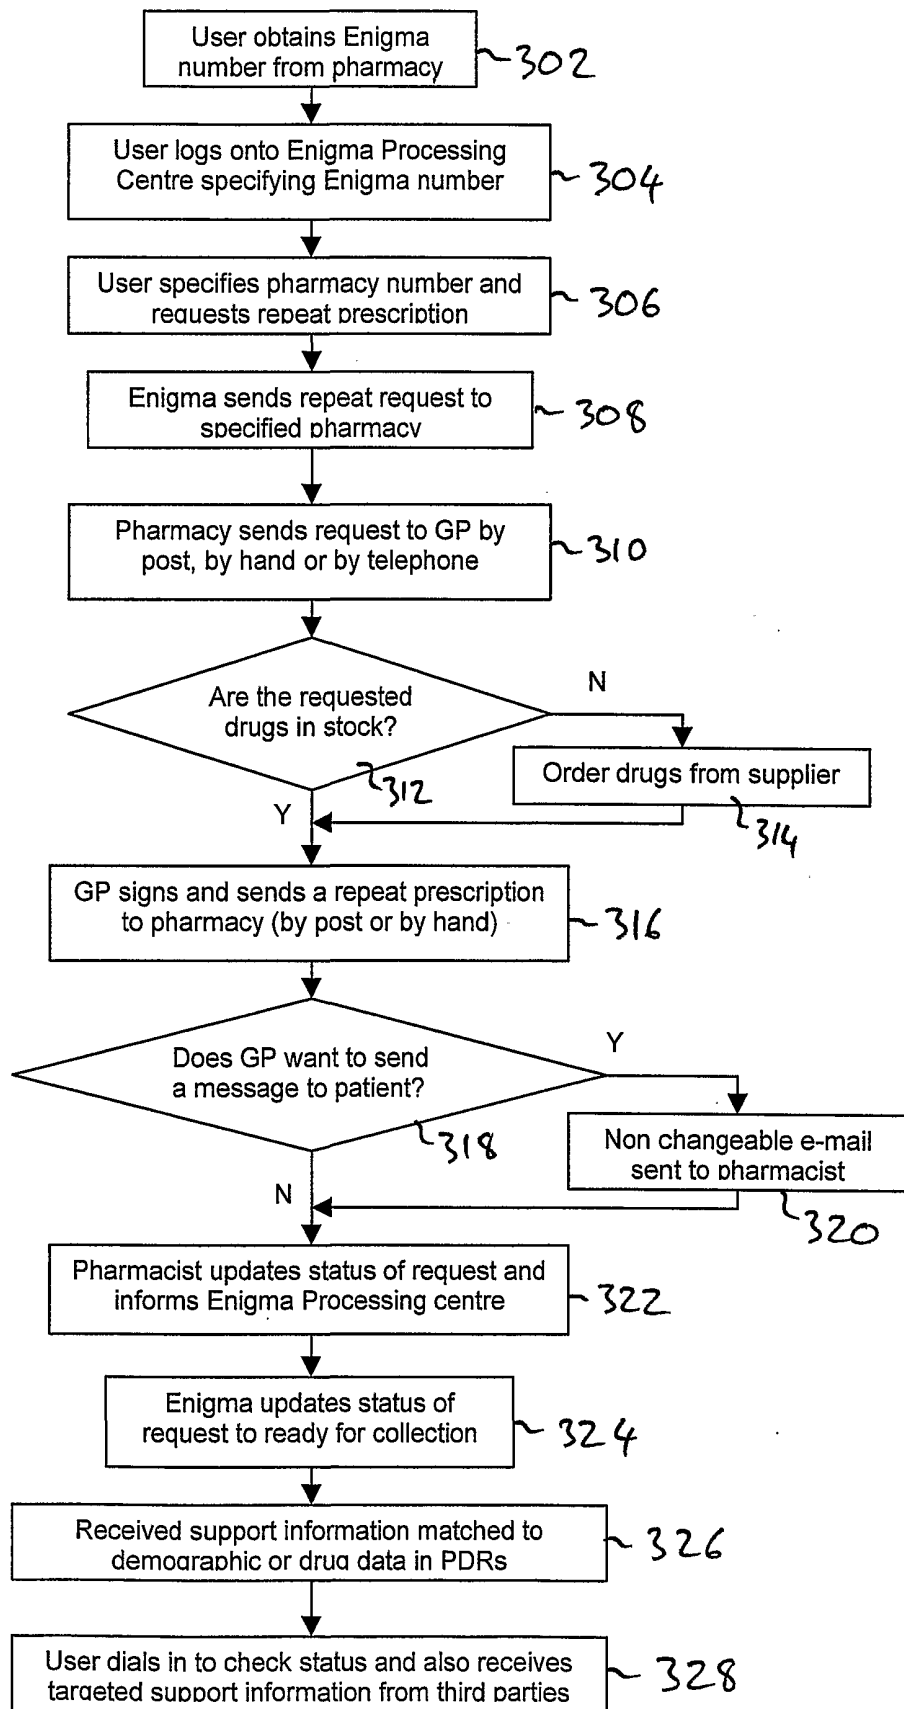 User obtains Enigma
number from pharmacy
302
User logs onto Enigma Processing
Centre specifying Enigma number
304
User specifies pharmacy number and
requests repeat prescription
306
Enigma sends repeat request to
specified pharmacy
308
Pharmacy sends request to GP by
post, by hand or by telephone
310
Are the requested
drugs in stock?
N
312
Order drugs from supplier
314
Y
GP signs and sends a repeat prescription
to pharmacy (by post or by hand)
316
Does GP want to send
a message to patient?
Y
318
Non changeable e-mail
sent to pharmacist
320
N
Pharmacist updates status of request and
informs Enigma Processing centre
322
Enigma updates status of
request to ready for collection
324
Received support information matched to
demographic or drug data in PDRs
326
User dials in to check status and also receives
targeted support information from third parties
328